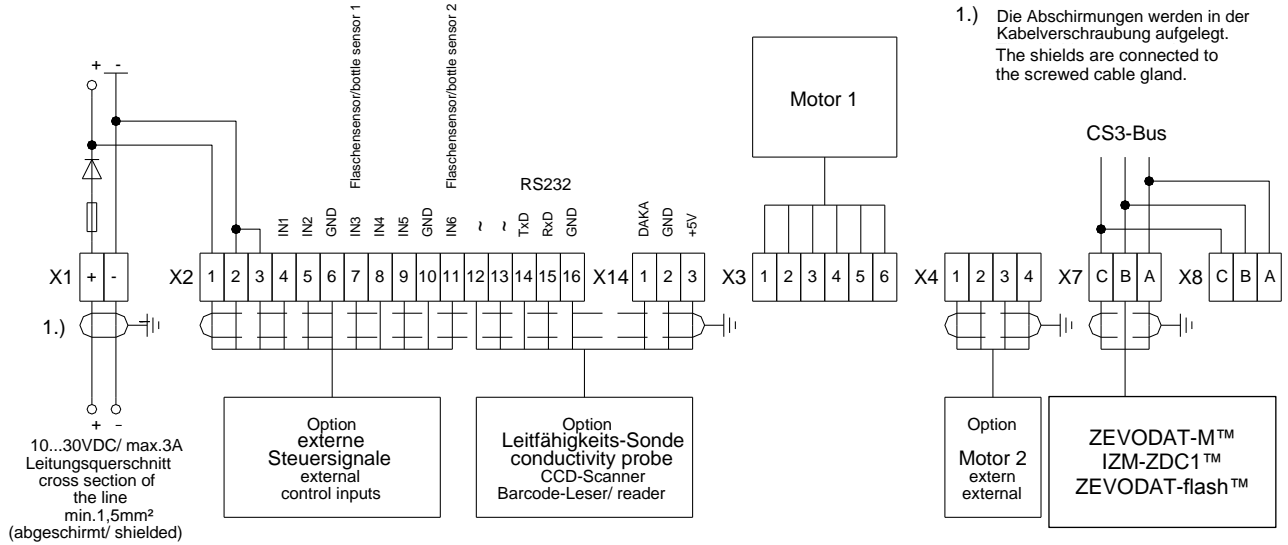 1.) Die Abschirmungen werden in der
Kabelverschraubung aufgelegt.
The shields are connected to
the screwed cable gland.
+ -
Flaschensensor/bottle sensor 1
Flaschensensor/bottle sensor 2
Motor 1
CS3-Bus
RS232
IN1 IN2 GND IN3 IN4 IN5 GND IN6 ~ ~ TxD RxD GND
DAKA GND +5V
X1 + -
X2 1 2 3 4 5 6 7 8 9 10 11 12 13 14 15 16
X14 1 2 3
X3 1 2 3 4 5 6
X4 1 2 3 4
X7 C B A
X8 C B A
1.)
+ -
10...30VDC/ max.3A
Leitungsquerschnitt
cross section of
the line
min.1,5mm²
(abgeschirmt/ shielded)
Option
externe
Steuersignale
external
control inputs
Option
Leitfähigkeits-Sonde
conductivity probe
CCD-Scanner
Barcode-Leser/ reader
Option
Motor 2
extern
external
ZEVODAT-M™
IZM-ZDC1™
ZEVODAT-flash™